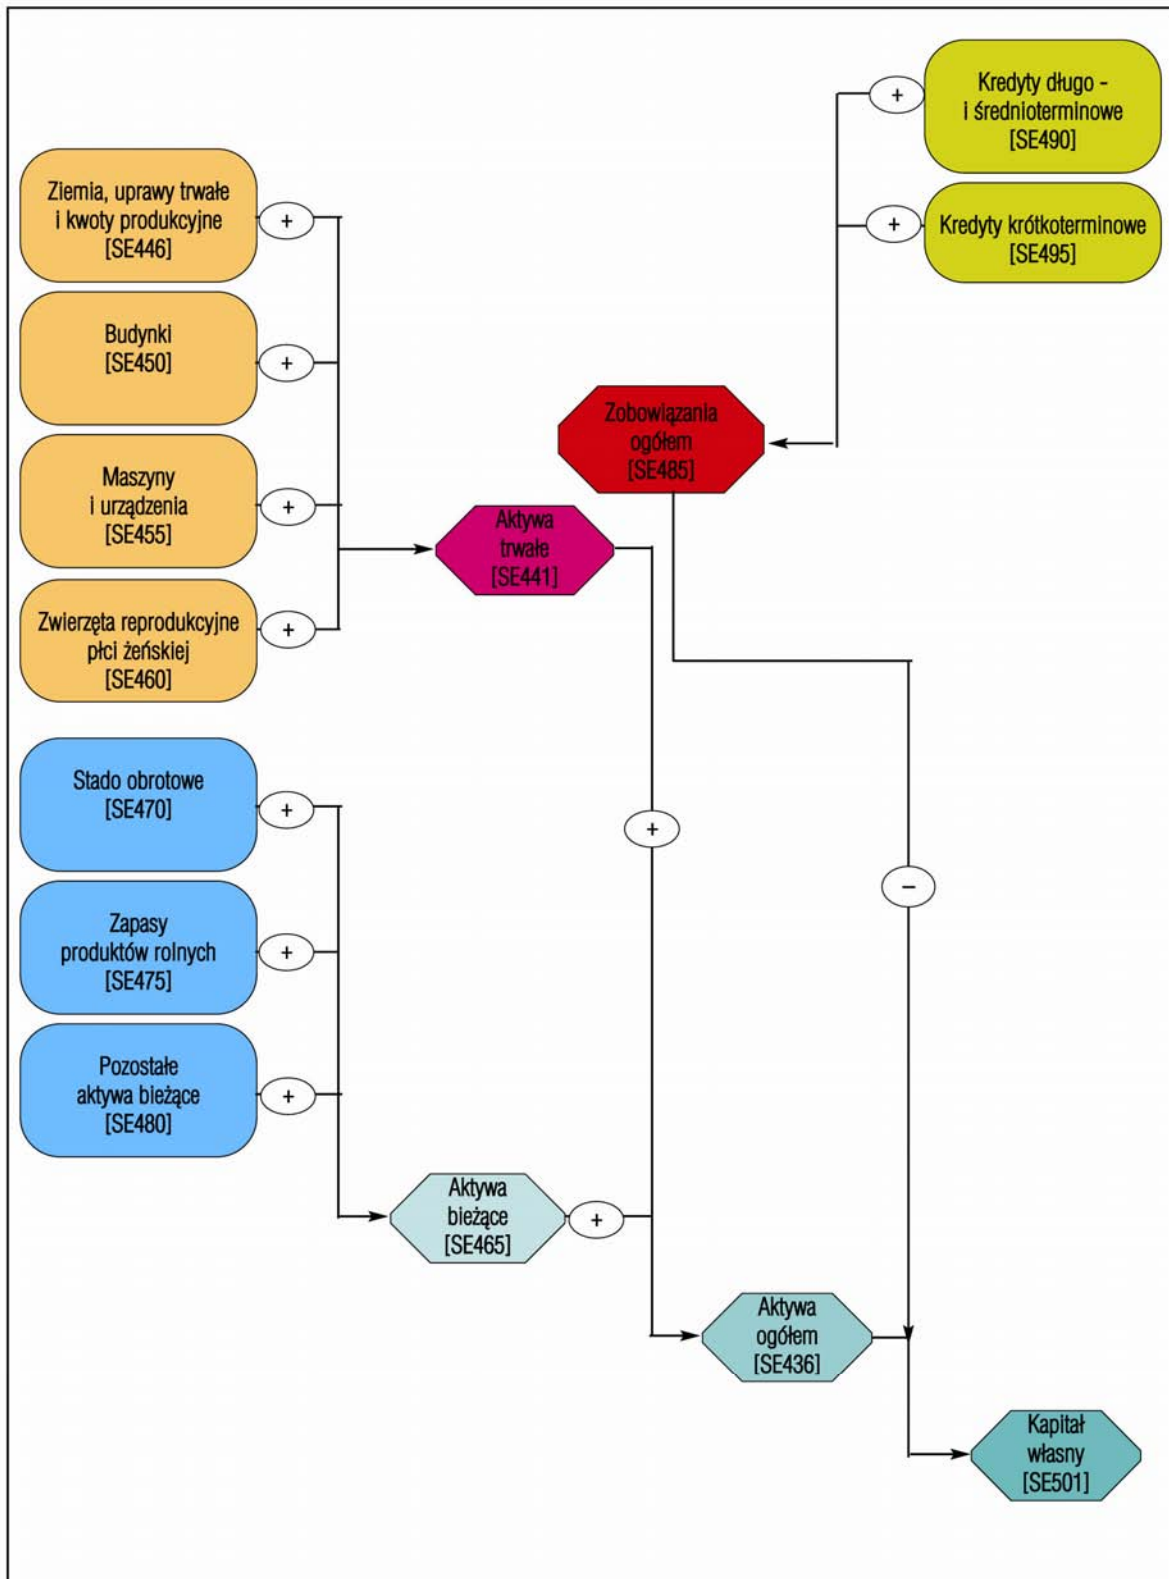 Kredyty długo -
i średnioterminowe
[SE490]
+
Ziemia, uprawy trwałe
i kwoty produkcyjne
[SE446]
+
Kredyty krótkoterminowe
[SE495]
+
Budynki
[SE450]
+
Zobowiązania
ogółem
[SE485]
Maszyny
i urządzenia
[SE455]
+
Aktywa
trwałe
[SE441]
Zwierzęta reprodukcyjne
płci żeńskiej
[SE460]
+
Stado obrotowe
[SE470]
+
+
−
Zapasy
produktów rolnych
[SE475]
+
Pozostałe
aktywa bieżące
[SE480]
+
Aktywa
bieżące
[SE465]
+
Aktywa
ogółem
[SE436]
Kapitał
własny
[SE501]